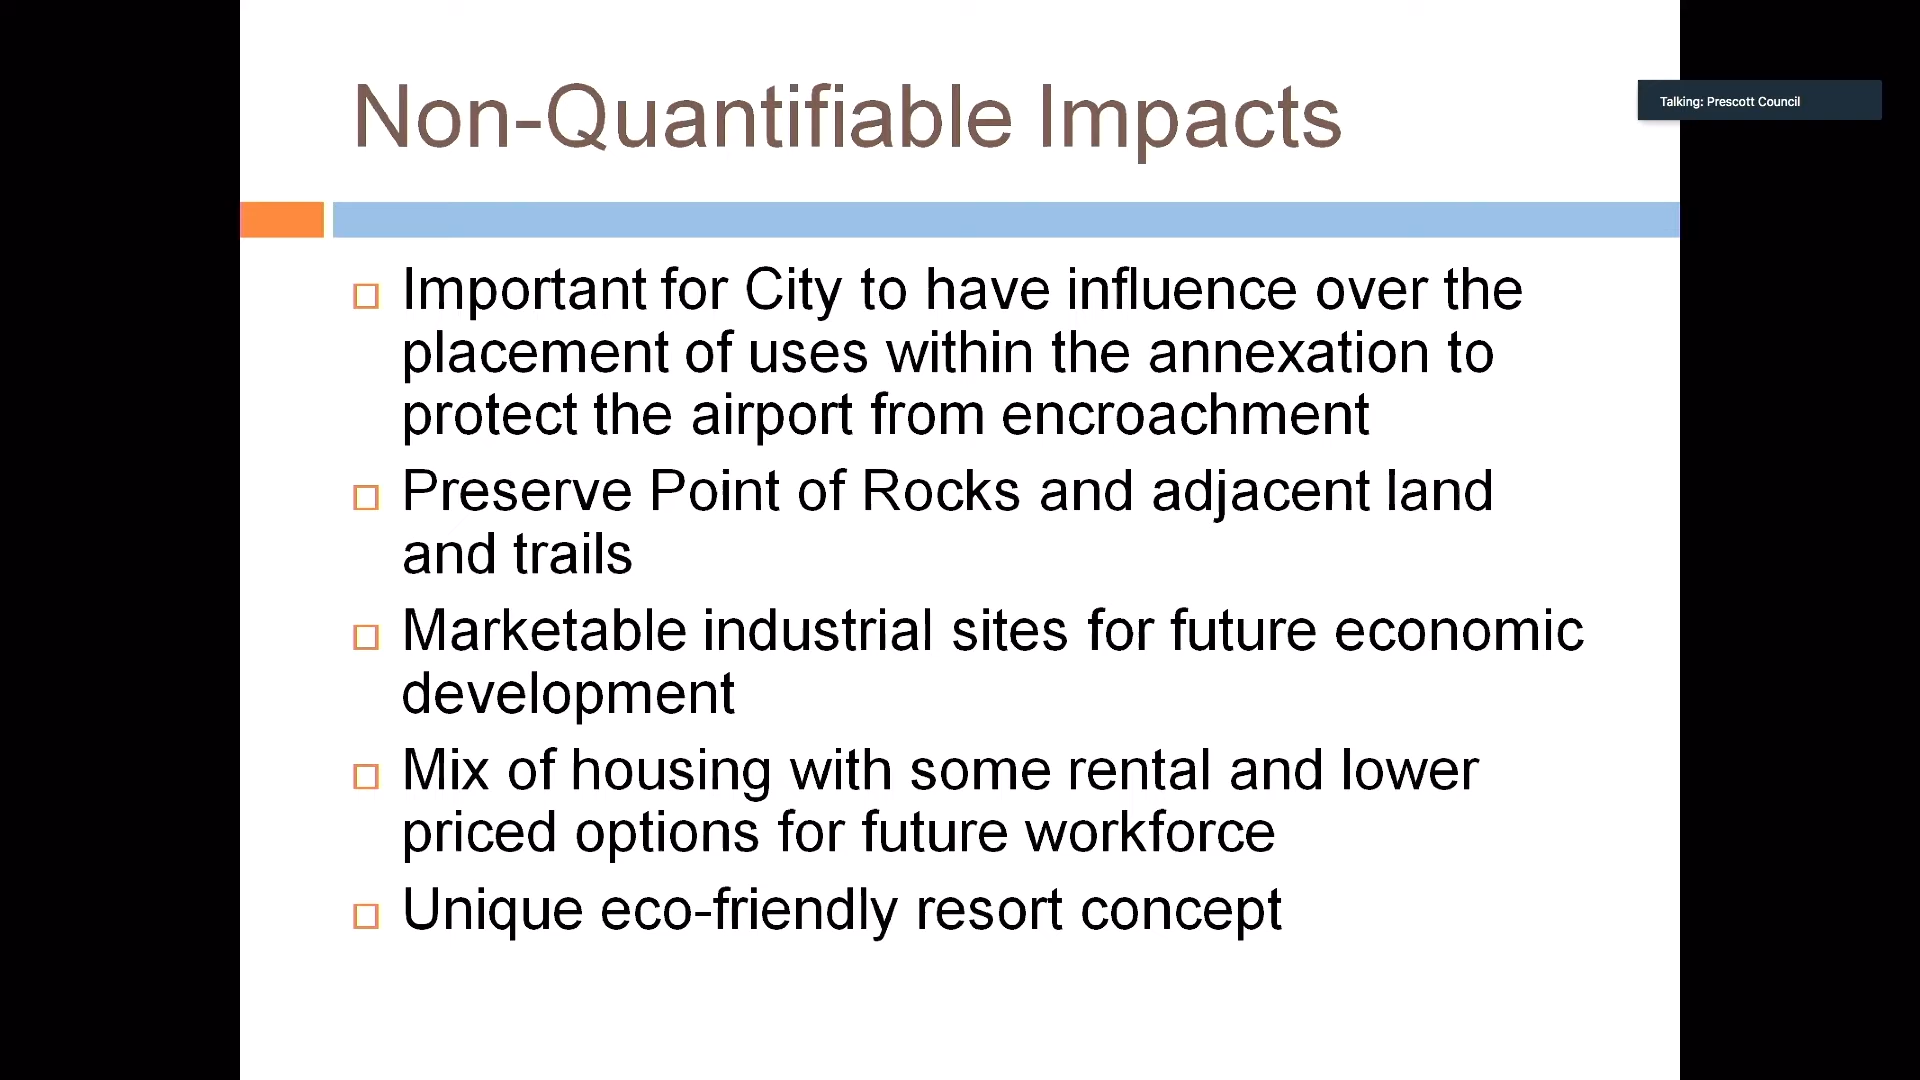 Non-Quantifiable Impacts
Talking: Prescott Council
Important for City to have influence over the
placement of uses within the annexation to
protect the airport from encroachment
Preserve Point of Rocks and adjacent land
and trails
Marketable industrial sites for future economic
development
Mix of housing with some rental and lower
priced options for future workforce
Unique eco-friendly resort concept